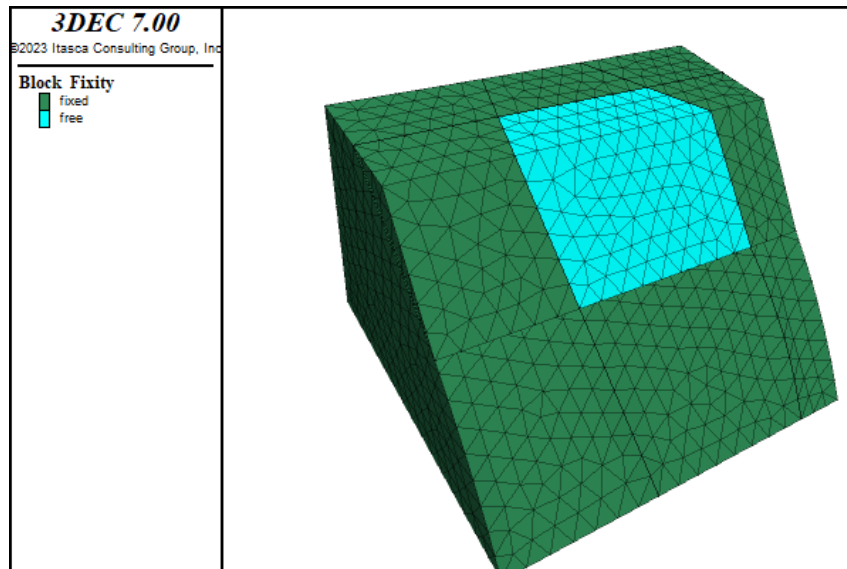 3DEC 7.00
©2023 Itasca Consulting Group, Inc
Block Fixity
fixed
free